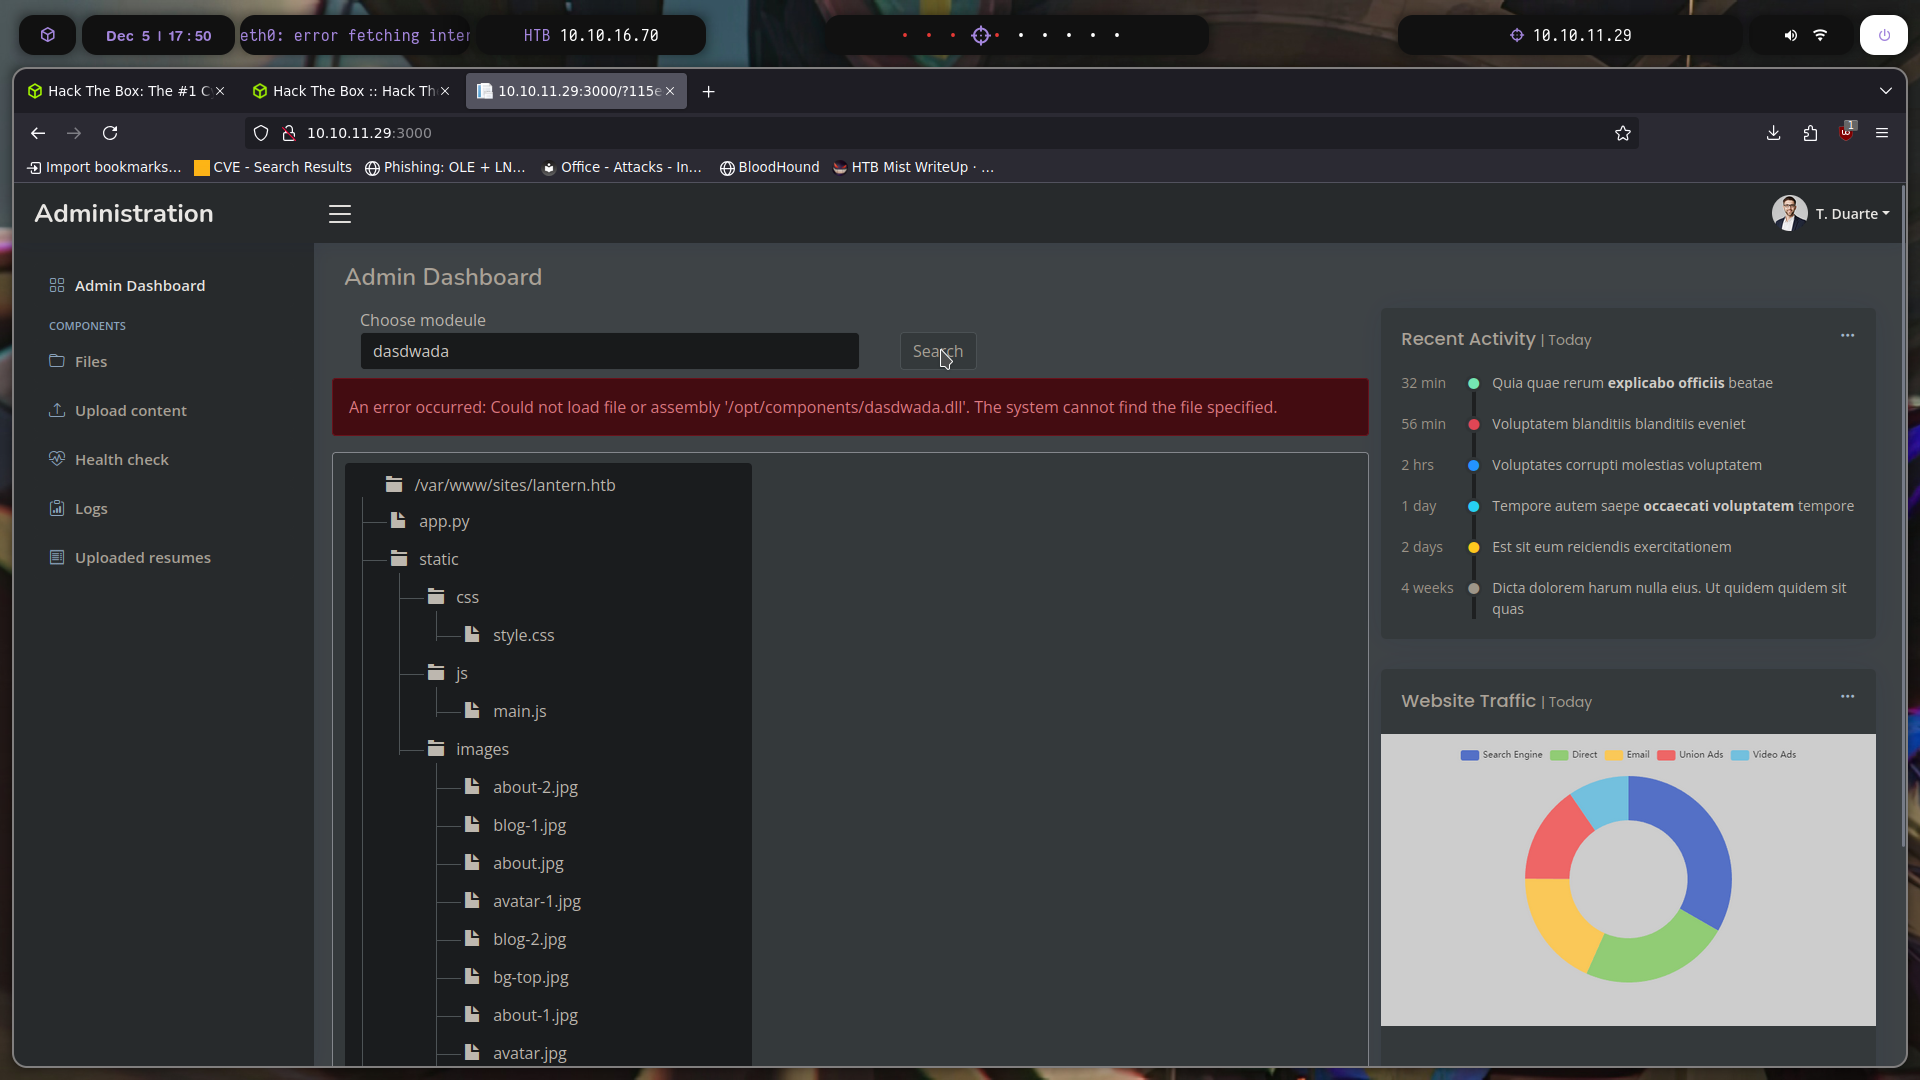 Dec 5 | 17:50
eth0: error fetching inter
HTB 10.10.16.70
10.10.11.29
Hack The Box: The #1 C
Hack The Box :: Hack Th
10.10.11.29:3000/?115e
10.10.11.29:3000
1
Import bookmarks...
CVE - Search Results
Phishing: OLE + LN...
Office - Attacks - In...
BloodHound
HTB Mist WriteUp · ...
Administration
T. Duarte
Admin Dashboard
COMPONENTS
Files
Upload content
Health check
Logs
Uploaded resumes
Admin Dashboard
Choose modeule
dasdwada
Search
An error occurred: Could not load file or assembly '/opt/components/dasdwada.dll'. The system cannot find the file specified.
/var/www/sites/lantern.htb
app.py
static
css
style.css
js
main.js
images
about-2.jpg
blog-1.jpg
about.jpg
avatar-1.jpg
blog-2.jpg
bg-top.jpg
about-1.jpg
avatar.jpg
Recent Activity | Today
32 min Quia quae rerum explicabo officiis beatae
56 min Voluptatem blanditiis blanditiis eveniet
2 hrs Voluptates corrupti molestias voluptatem
1 day Tempore autem saepe occaecati voluptatem tempore
2 days Est sit eum reiciendis exercitationem
4 weeks Dicta dolorem harum nulla eius. Ut quidem quidem sit
quas
Website Traffic | Today
Search Engine Direct Email Union Ads Video Ads